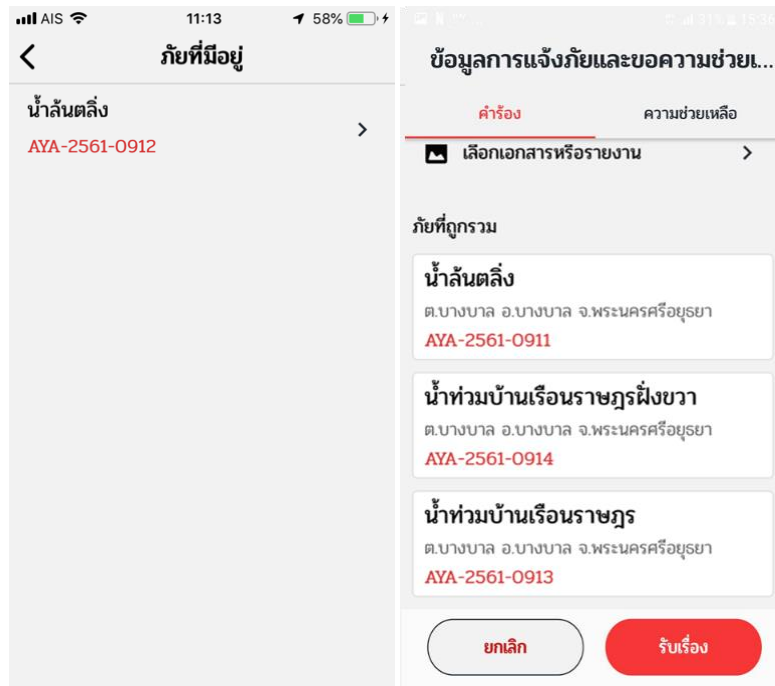 AIS 11:13 58%
ภัยที่มีอยู่
น้ำล้นตลิ่ง
AYA-2561-0912
81% 15:36
ข้อมูลการแจ้งภัยและขอความช่วยเ...
คำร้อง ความช่วยเหลือ
เลือกเอกสารหรือรายงาน
ภัยที่ถูกรวม
น้ำล้นตลิ่ง
ต.บางบาล อ.บางบาล จ.พระนครศรีอยุธยา
AYA-2561-0911
น้ำท่วมบ้านเรือนราษฎรฝั่งขวา
ต.บางบาล อ.บางบาล จ.พระนครศรีอยุธยา
AYA-2561-0914
น้ำท่วมบ้านเรือนราษฎร
ต.บางบาล อ.บางบาล จ.พระนครศรีอยุธยา
AYA-2561-0913
ยกเลิก รับเรื่อง